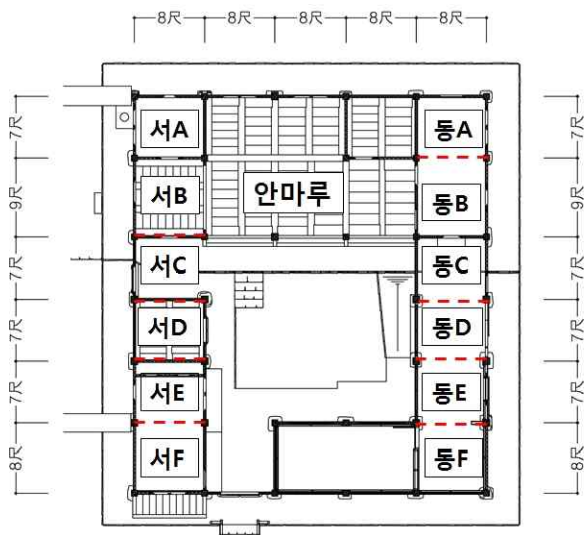 8尺 8尺 8尺 8尺 8尺
7尺 서A 동A 7尺
9尺 서B 안마루 동B 9尺
7尺 서C 동C 7尺
7尺 서D 동D 7尺
7尺 서E 동E 7尺
8尺 서F 동F 8尺